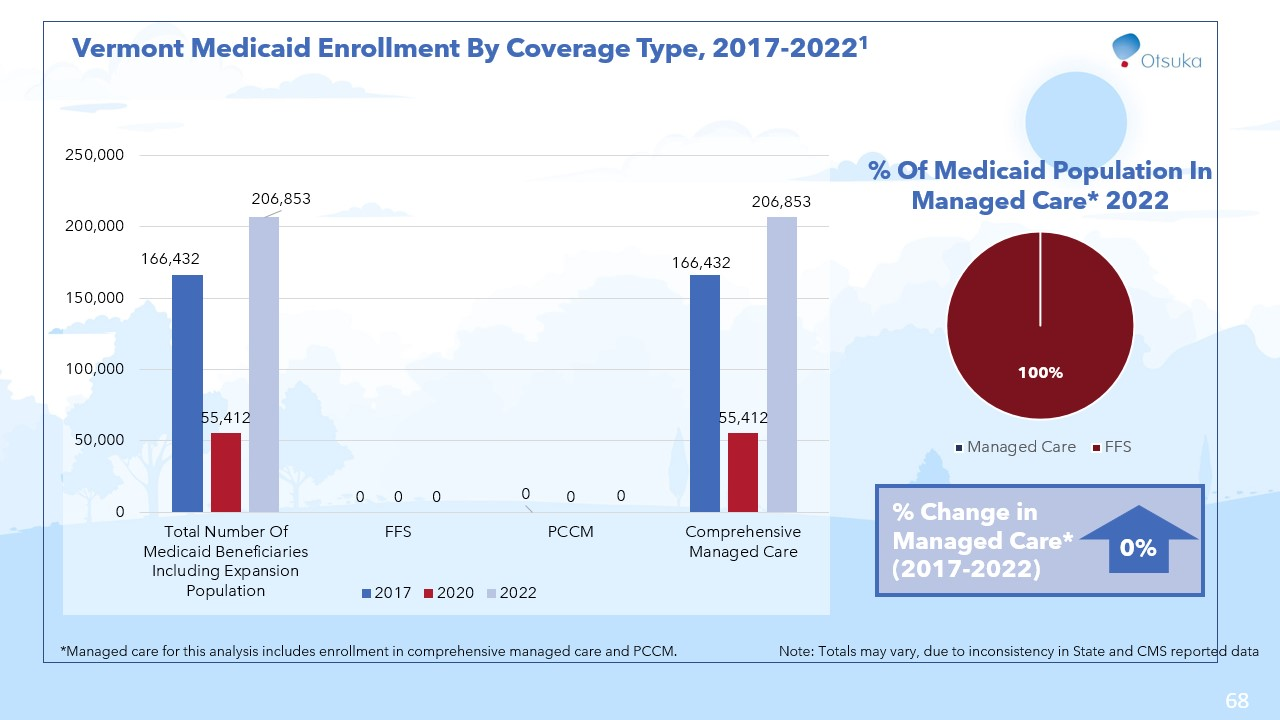 Vermont Medicaid Enrollment By Coverage Type, 2017-2022¹
Otsuka
250,000
200,000
150,000
100,000
50,000
0
166,432
55,412
206,853
0 0 0
0 0 0
166,432
55,412
206,853
Total Number Of
Medicaid Beneficiaries
Including Expansion
Population
FFS
PCCM
Comprehensive
Managed Care
2017 2020 2022
% Of Medicaid Population In
Managed Care* 2022
100%
Managed Care FFS
% Change in
Managed Care*
(2017-2022)
0%
*Managed care for this analysis includes enrollment in comprehensive managed care and PCCM.
Note: Totals may vary, due to inconsistency in State and CMS reported data
68